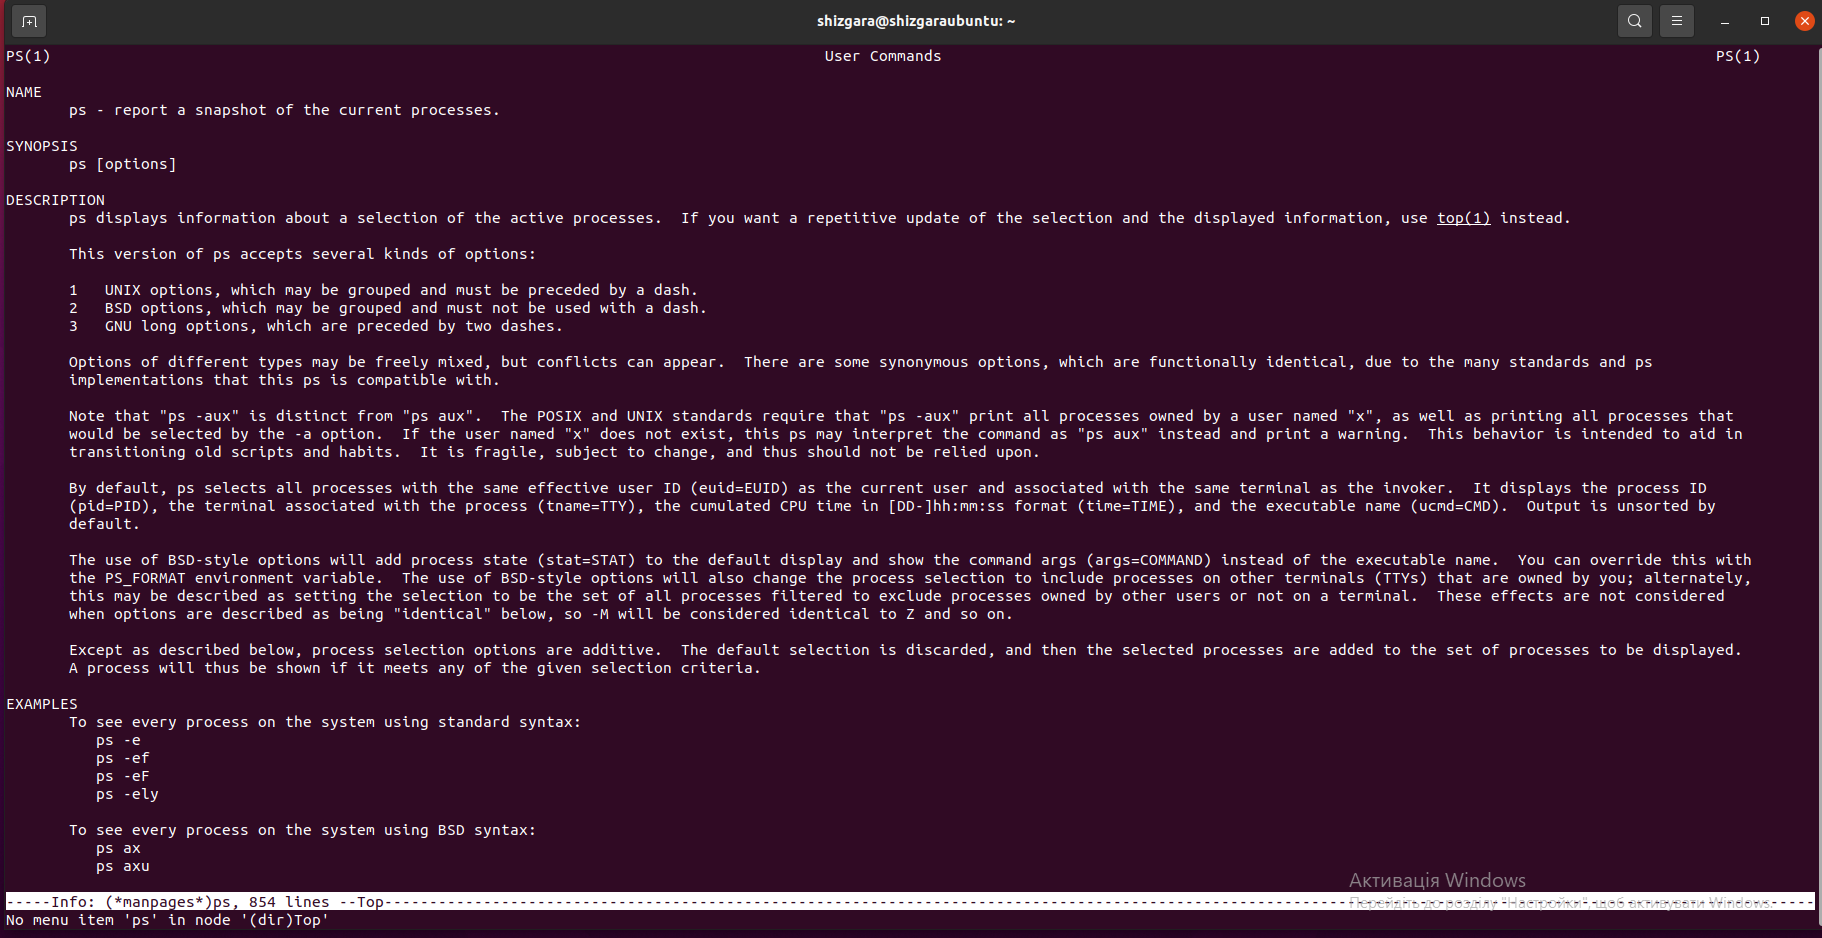 shizgara@shizgaraubuntu: ~
PS(1) User Commands PS(1)
NAME
ps - report a snapshot of the current processes.
SYNOPSIS
ps [options]
DESCRIPTION
ps displays information about a selection of the active processes.  If you want a repetitive update of the selection and the displayed information, use top(1) instead.
This version of ps accepts several kinds of options:
1   UNIX options, which may be grouped and must be preceded by a dash.
2   BSD options, which may be grouped and must not be used with a dash.
3   GNU long options, which are preceded by two dashes.
Options of different types may be freely mixed, but conflicts can appear.  There are some synonymous options, which are functionally identical, due to the many standards and ps
implementations that this ps is compatible with.
Note that "ps -aux" is distinct from "ps aux".  The POSIX and UNIX standards require that "ps -aux" print all processes owned by a user named "x", as well as printing all processes that
would be selected by the -a option.  If the user named "x" does not exist, this ps may interpret the command as "ps aux" instead and print a warning.  This behavior is intended to aid in
transitioning old scripts and habits.  It is fragile, subject to change, and thus should not be relied upon.
By default, ps selects all processes with the same effective user ID (euid=EUID) as the current user and associated with the same terminal as the invoker.  It displays the process ID
(pid=PID), the terminal associated with the process (tname=TTY), the cumulated CPU time in [DD-]hh:mm:ss format (time=TIME), and the executable name (ucmd=CMD).  Output is unsorted by
default.
The use of BSD-style options will add process state (stat=STAT) to the default display and show the command args (args=COMMAND) instead of the executable name.  You can override this with
the PS_FORMAT environment variable.  The use of BSD-style options will also change the process selection to include processes on other terminals (TTYs) that are owned by you; alternately,
this may be described as setting the selection to be the set of all processes filtered to exclude processes owned by other users or not on a terminal.  These effects are not considered
when options are described as being "identical" below, so -M will be considered identical to Z and so on.
Except as described below, process selection options are additive.  The default selection is discarded, and then the selected processes are added to the set of processes to be displayed.
A process will thus be shown if it meets any of the given selection criteria.
EXAMPLES
To see every process on the system using standard syntax:
ps -e
ps -ef
ps -eF
ps -ely
To see every process on the system using BSD syntax:
ps ax
ps axu
Активація Windows
-----Info: (*manpages*)ps, 854 lines --Top-----
Перейдіть до розділу "Настройки", щоб активувати Windows.
No menu item 'ps' in node '(dir)Top'